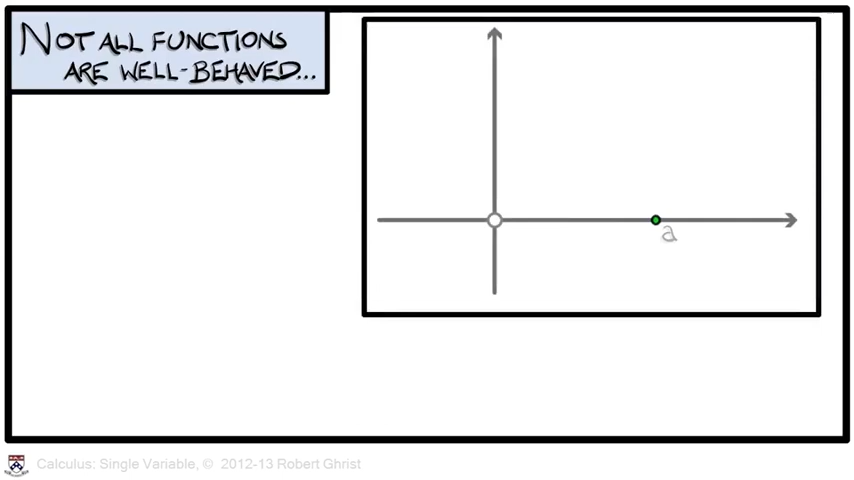 NOT ALL FUNCTIONS
ARE WELL-BEHAVED...
a
Calculus: Single Variable, © 2012-13 Robert Ghrist